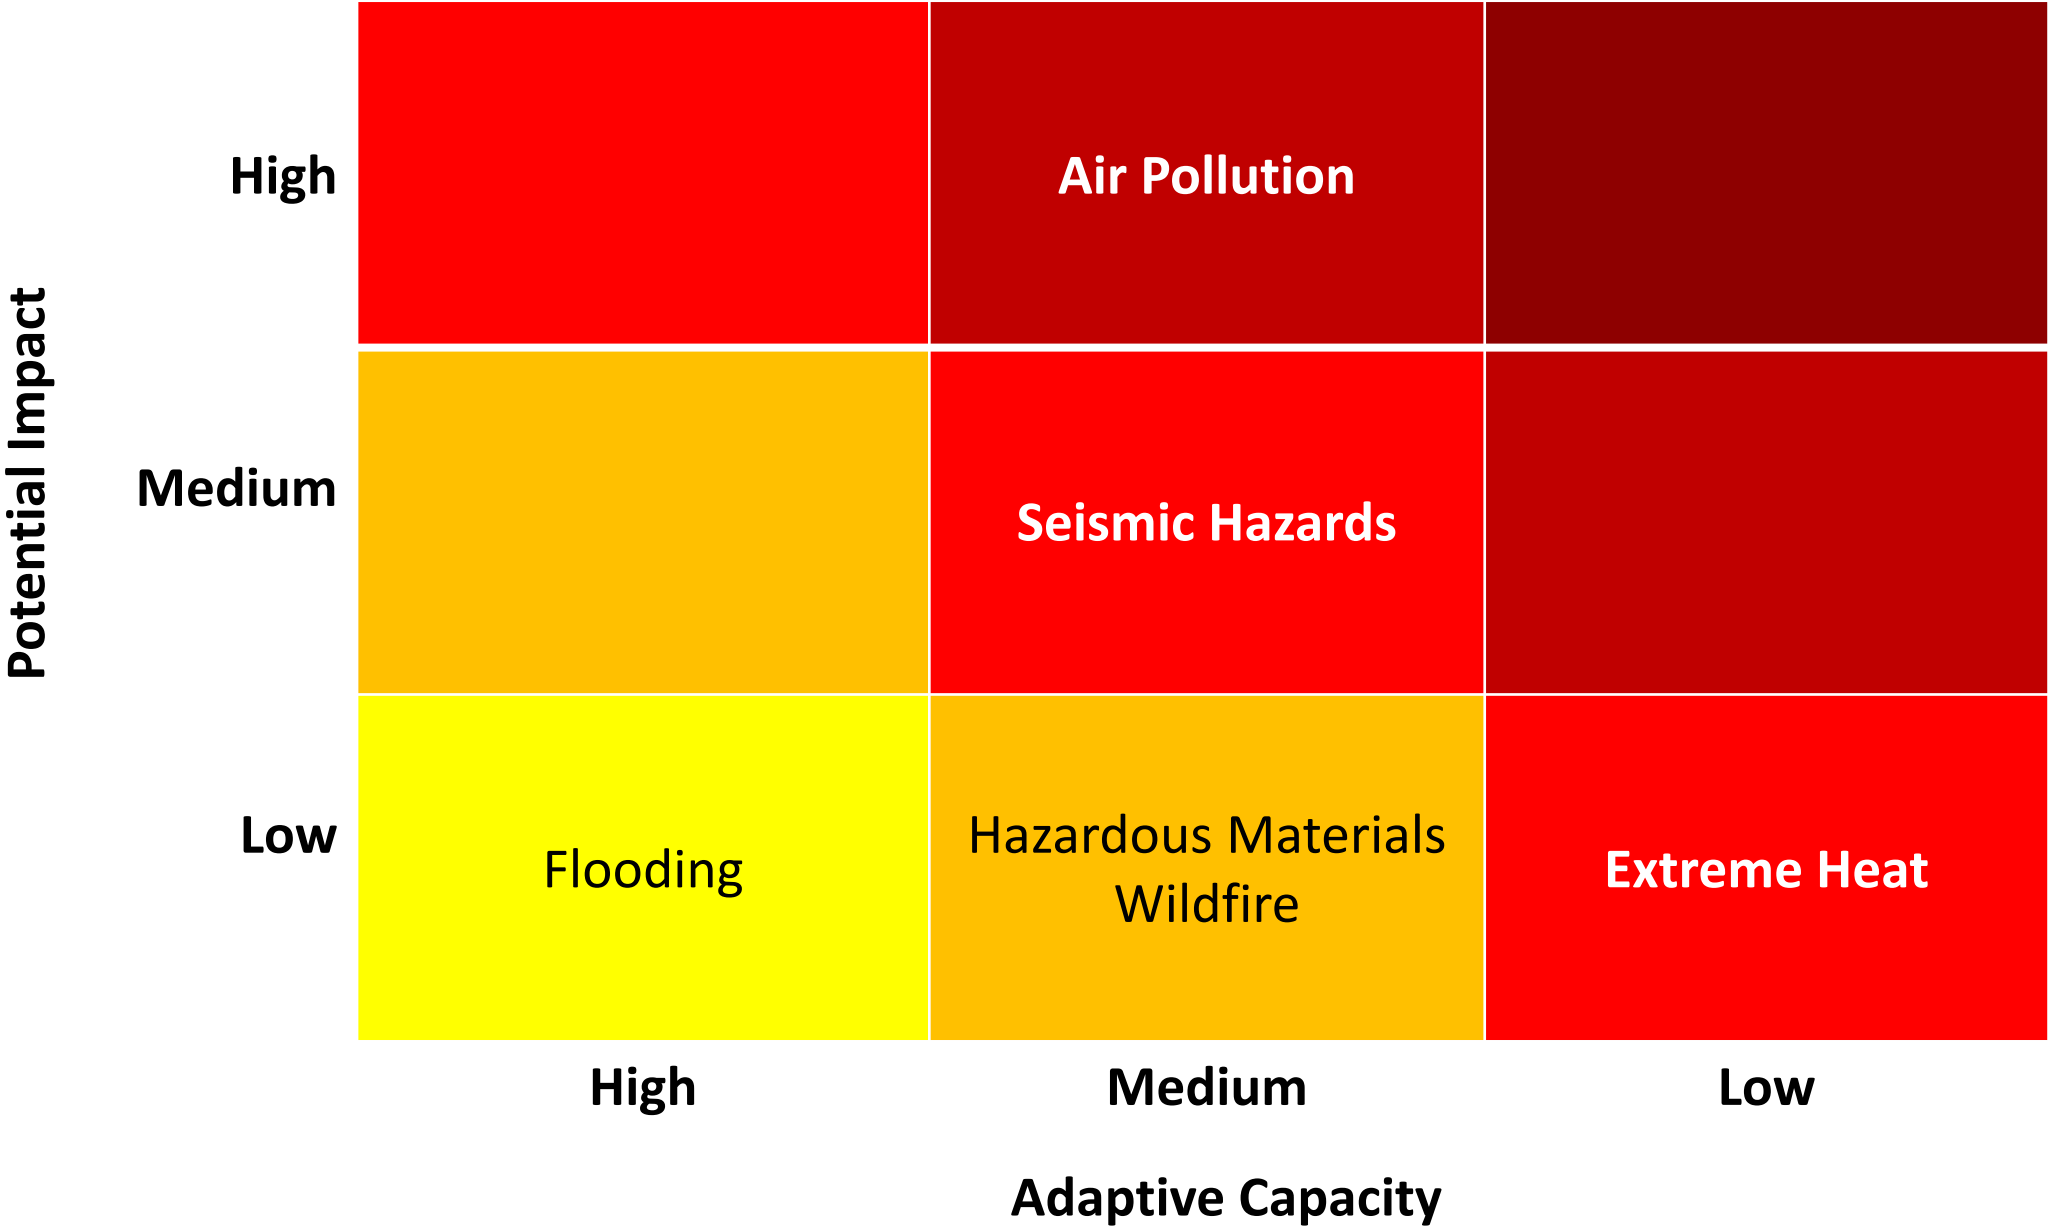 High
Air Pollution
Potential Impact
Medium
Seismic Hazards
Low
Flooding
Hazardous Materials
Wildfire
Extreme Heat
High
Medium
Low
Adaptive Capacity